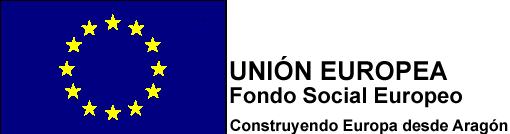 UNIÓN EUROPEA
Fondo Social Europeo
Construyendo Europa desde Aragón